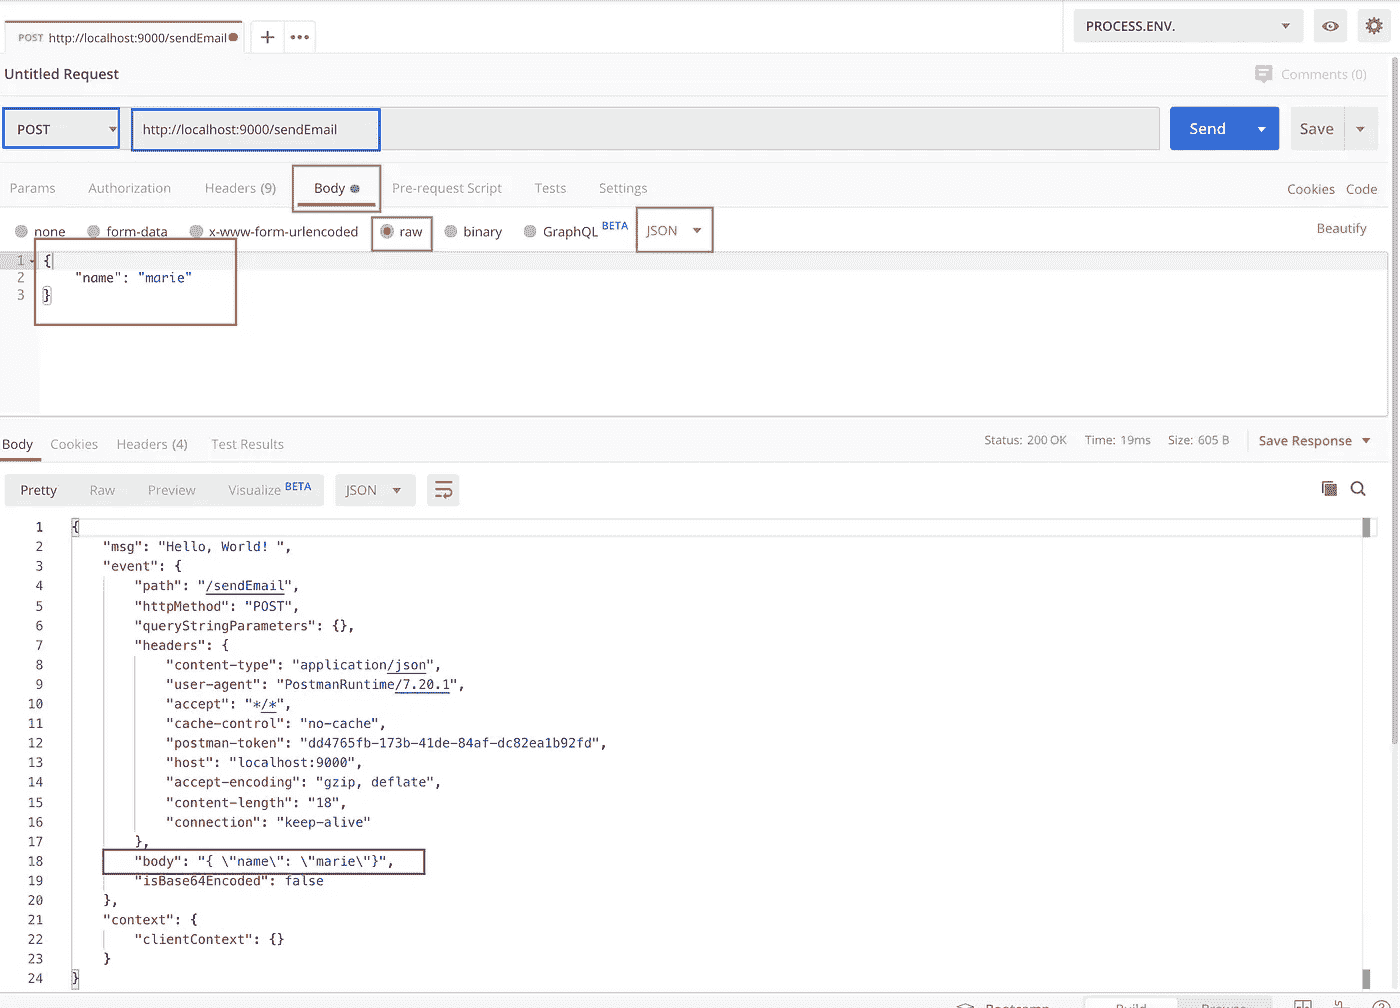 POST http://localhost:9000/sendEmail
PROCESS.ENV.
Untitled Request
Comments (0)
POST
http://localhost:9000/sendEmail
Send
Save
Params Authorization Headers (9) Body Pre-request Script Tests Settings
Cookies Code
none form-data x-www-form-urlencoded raw binary GraphQL BETA JSON
Beautify
1 {
2 "name": "marie"
3 }
Body Cookies Headers (4) Test Results
Status: 200 OK Time: 19ms Size: 605 B Save Response
Pretty Raw Preview Visualize BETA JSON
1 {
2 "msg": "Hello, World! ",
3 "event": {
4 "path": "/sendEmail",
5 "httpMethod": "POST",
6 "queryStringParameters": {},
7 "headers": {
8 "content-type": "application/json",
9 "user-agent": "PostmanRuntime/7.20.1",
10 "accept": "*/*",
11 "cache-control": "no-cache",
12 "postman-token": "dd4765fb-173b-41de-84af-dc82ea1b92fd",
13 "host": "localhost:9000",
14 "accept-encoding": "gzip, deflate",
15 "content-length": "18",
16 "connection": "keep-alive"
17 },
18 "body": "{ \"name\": \"marie\"}",
19 "isBase64Encoded": false
20 },
21 "context": {
22 "clientContext": {}
23 }
24 }
Bootcamp Build Browse